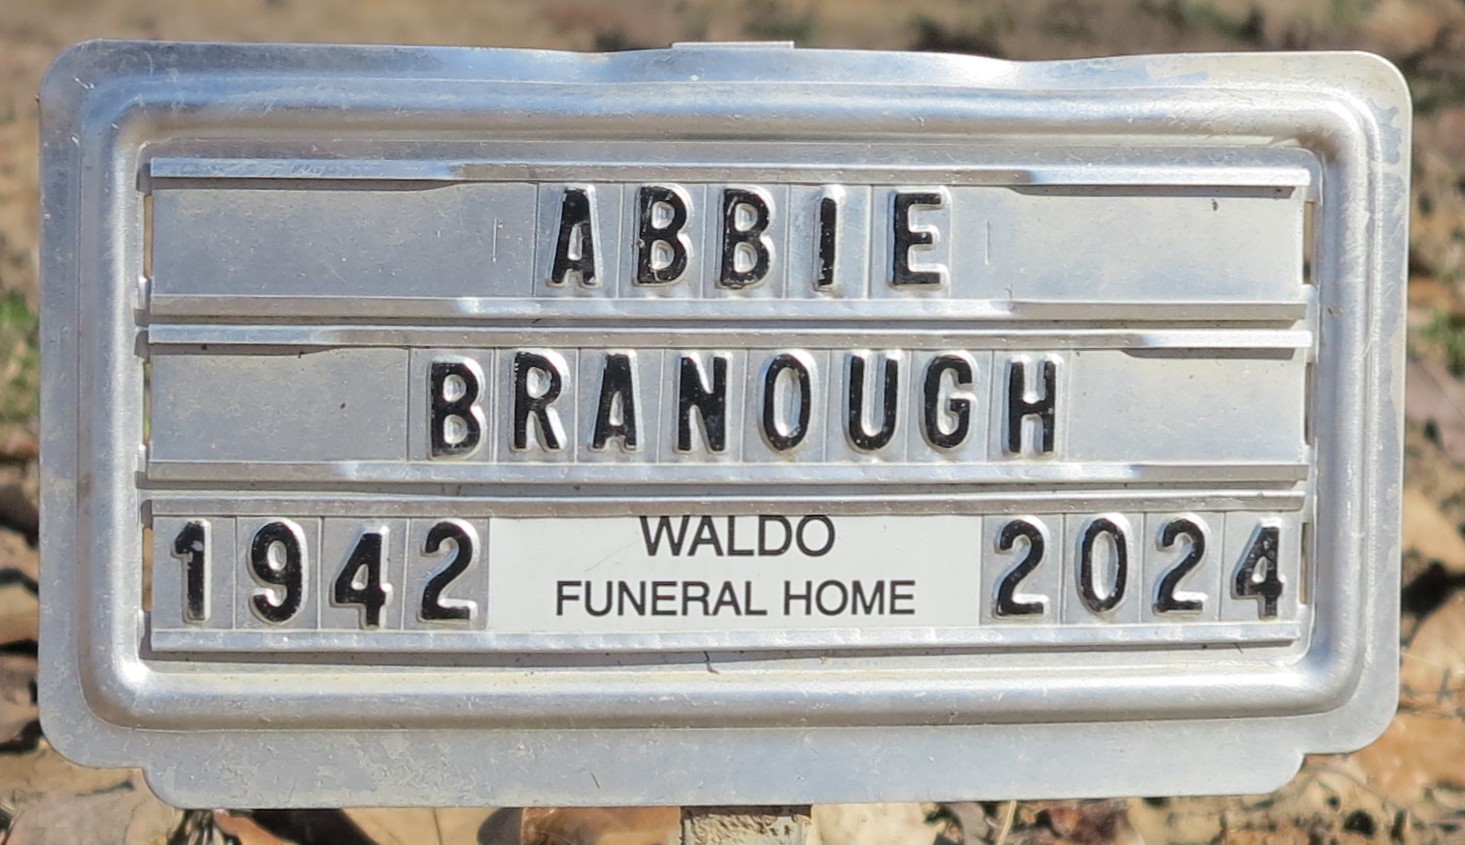 ABBIE
BRANOUGH
1942 WALDO FUNERAL HOME 2024